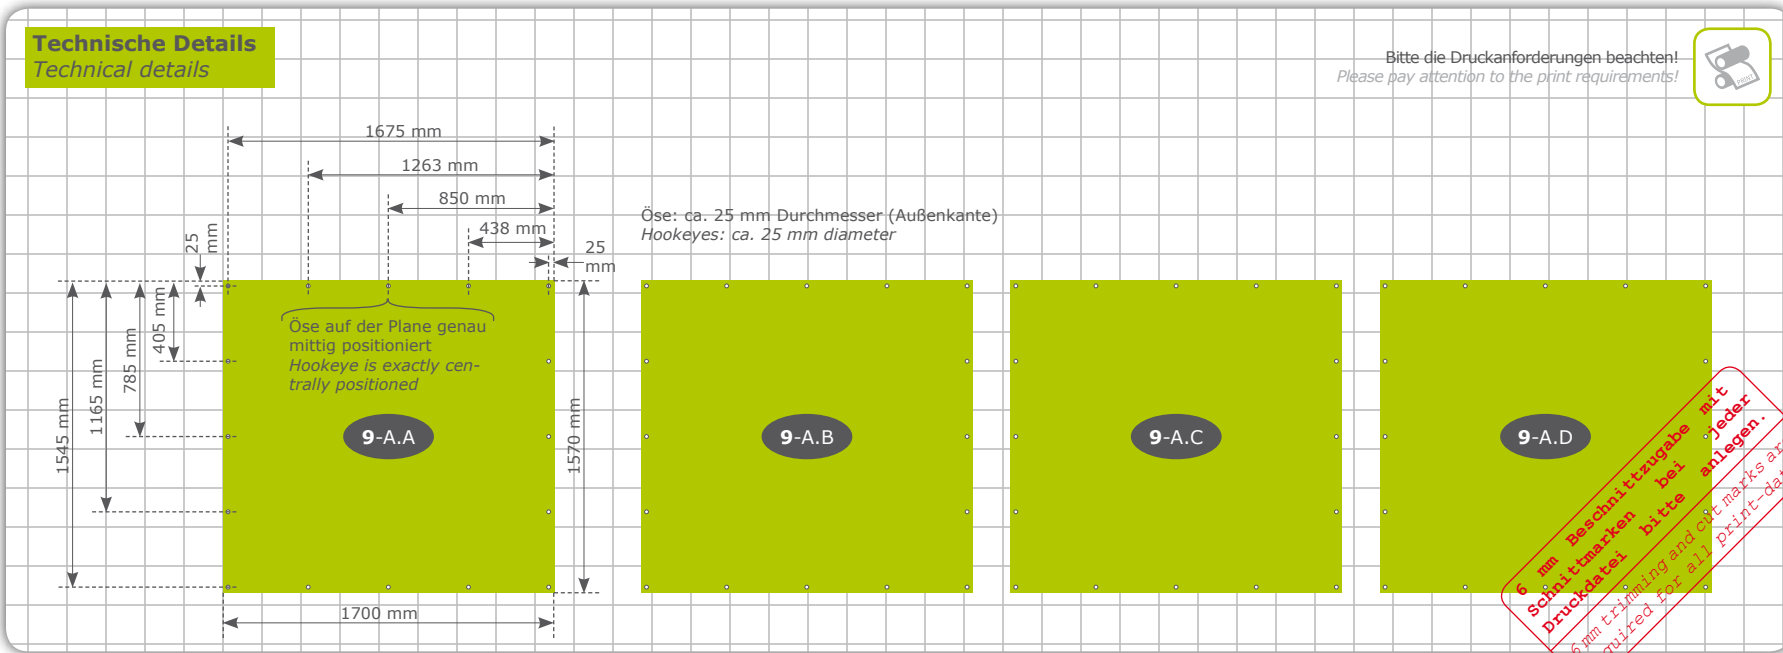 Technische Details
Technical details
Bitte die Druckanforderungen beachten!
Please pay attention to the print requirements!
PRINT
1675 mm
1263 mm
850 mm
438 mm
25
mm
25
mm
Öse: ca. 25 mm Durchmesser (Außenkante)
Hookeyes: ca. 25 mm diameter
405 mm
785 mm
1165 mm
1545 mm
Öse auf der Plane genau
mittig positioniert
Hookeye is exactly cen-
trally positioned
1570 mm
1700 mm
9-A.A
9-A.B
9-A.C
9-A.D
6 mm Beschnittzugabe mit
Schnittmarken bei jeder
Druckdatei bitte anlegen.
6 mm trimming and cut marks
for all